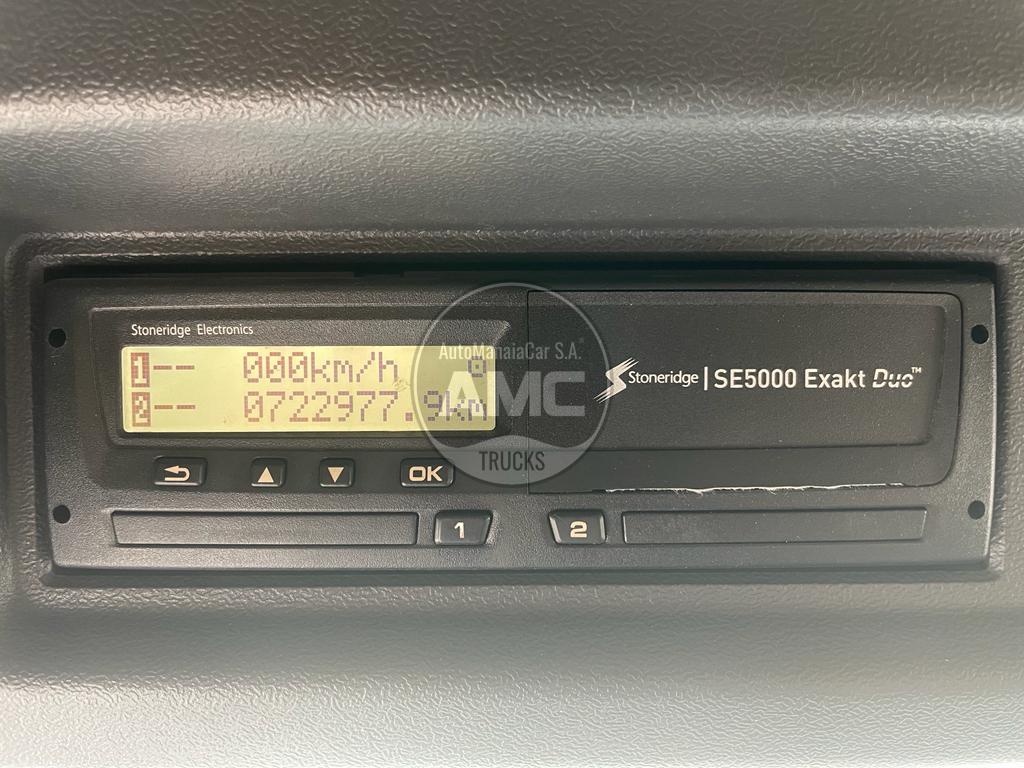 Stoneridge Electronics
1-- 000km/h
2-- 0722977.9km
AutoManaiaCar S.A.®
AMC
TRUCKS
Stoneridge | SE5000 Exakt Duo™
OK
1
2